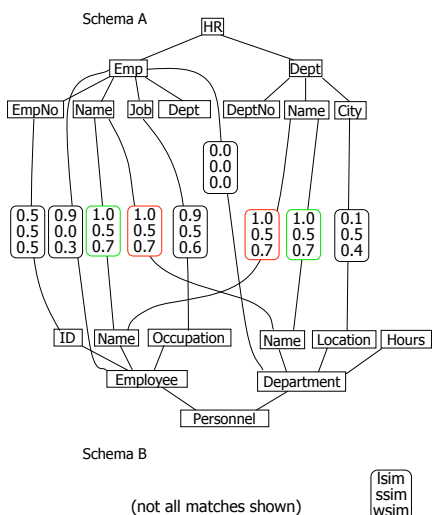 Schema A
HR
Emp
Dept
EmpNo
Name
Job
Dept
DeptNo
Name
City
0.0
0.0
0.0
0.5
0.5
0.5
0.9
0.0
0.3
1.0
0.5
0.7
1.0
0.5
0.7
0.9
0.5
0.6
1.0
0.5
0.7
1.0
0.5
0.7
0.1
0.5
0.4
ID
Name
Occupation
Name
Location
Hours
Employee
Department
Personnel
Schema B
(not all matches shown)
lsim
ssim
wsim